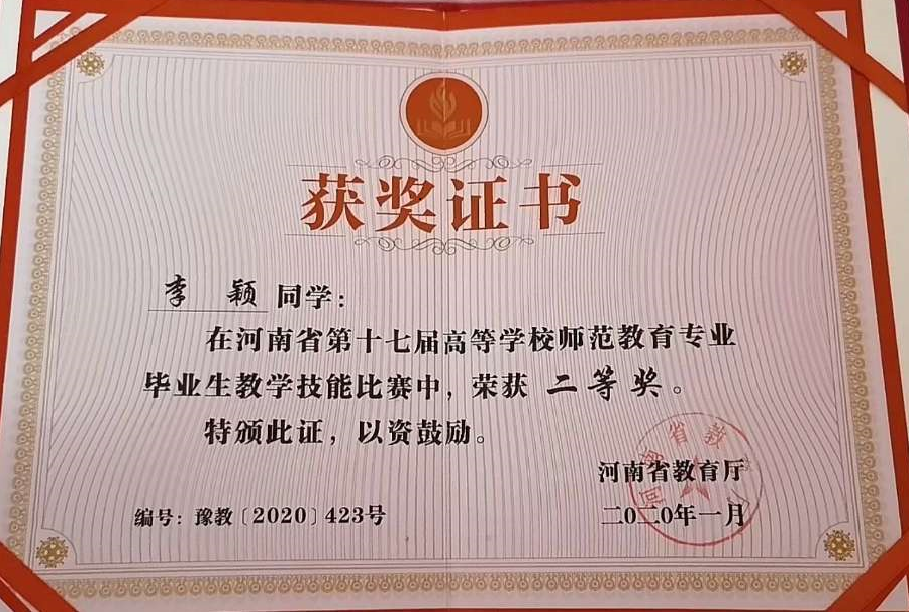 获奖证书
李颖同学：
在河南省第十七届高等学校师范教育专业
毕业生教学技能比赛中，荣获 二等奖。
特颁此证，以资鼓励。
河南省教育厅
编号：豫教〔2020〕423号
二〇二〇年一月